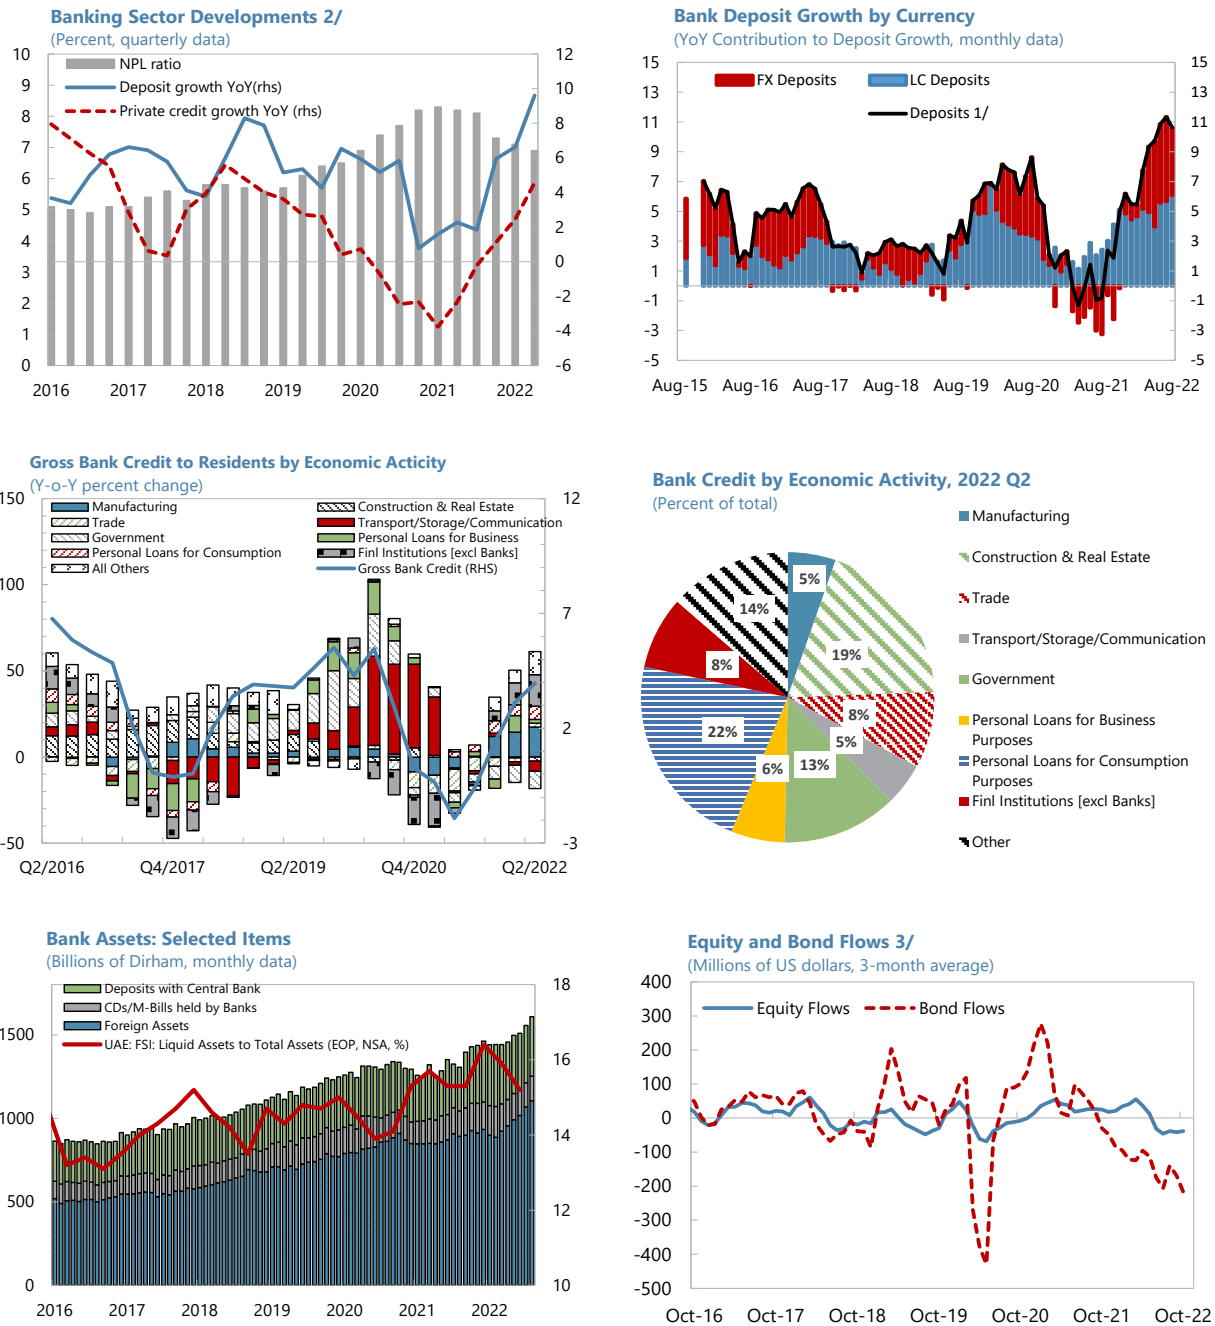 Banking Sector Developments 2/
(Percent, quarterly data)
10
9
8
7
6
5
4
3
2
1
0
12
10
8
6
4
2
0
-2
-4
-6
NPL ratio
Deposit growth YoY(rhs)
Private credit growth YoY (rhs)
2016 2017 2018 2019 2020 2021 2022
Bank Deposit Growth by Currency
(YoY Contribution to Deposit Growth, monthly data)
15
13
11
9
7
5
3
1
-1
-3
-5
15
13
11
9
7
5
3
1
-1
-3
-5
FX Deposits
LC Deposits
Deposits 1/
Aug-15 Aug-16 Aug-17 Aug-18 Aug-19 Aug-20 Aug-21 Aug-22
Gross Bank Credit to Residents by Economic Acticity
(Y-o-Y percent change)
150
100
50
0
-50
12
7
2
-3
Manufacturing
Construction & Real Estate
Trade
Transport/Storage/Communication
Government
Personal Loans for Business
Personal Loans for Consumption
Finl Institutions [excl Banks]
All Others
Gross Bank Credit (RHS)
Q2/2016 Q4/2017 Q2/2019 Q4/2020 Q2/2022
Bank Credit by Economic Activity, 2022 Q2
(Percent of total)
5%
19%
8%
5%
13%
6%
22%
8%
14%
Manufacturing
Construction & Real Estate
Trade
Transport/Storage/Communication
Government
Personal Loans for Business
Purposes
Personal Loans for Consumption
Purposes
Finl Institutions [excl Banks]
Other
Bank Assets: Selected Items
(Billions of Dirham, monthly data)
1500
1000
500
0
18
16
14
12
10
Deposits with Central Bank
CDs/M-Bills held by Banks
Foreign Assets
UAE: FSI: Liquid Assets to Total Assets (EOP, NSA, %)
2016 2017 2018 2019 2020 2021 2022
Equity and Bond Flows 3/
(Millions of US dollars, 3-month average)
400
300
200
100
0
-100
-200
-300
-400
-500
Equity Flows
Bond Flows
Oct-16 Oct-17 Oct-18 Oct-19 Oct-20 Oct-21 Oct-22